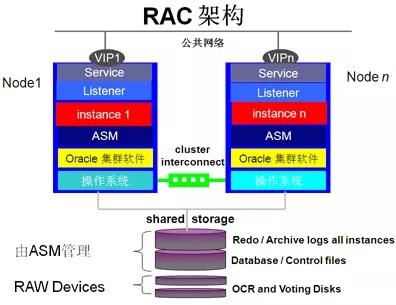 RAC 架构
公共网络
VIP1
VIPn
Node1
Node n
Service
Listener
instance 1
ASM
Oracle 集群软件
操作系统
cluster
interconnect
Service
Listener
instance n
ASM
Oracle 集群软件
操作系统
shared storage
由ASM管理
Redo / Archive logs all instances
Database / Control files
RAW Devices
OCR and Voting Disks